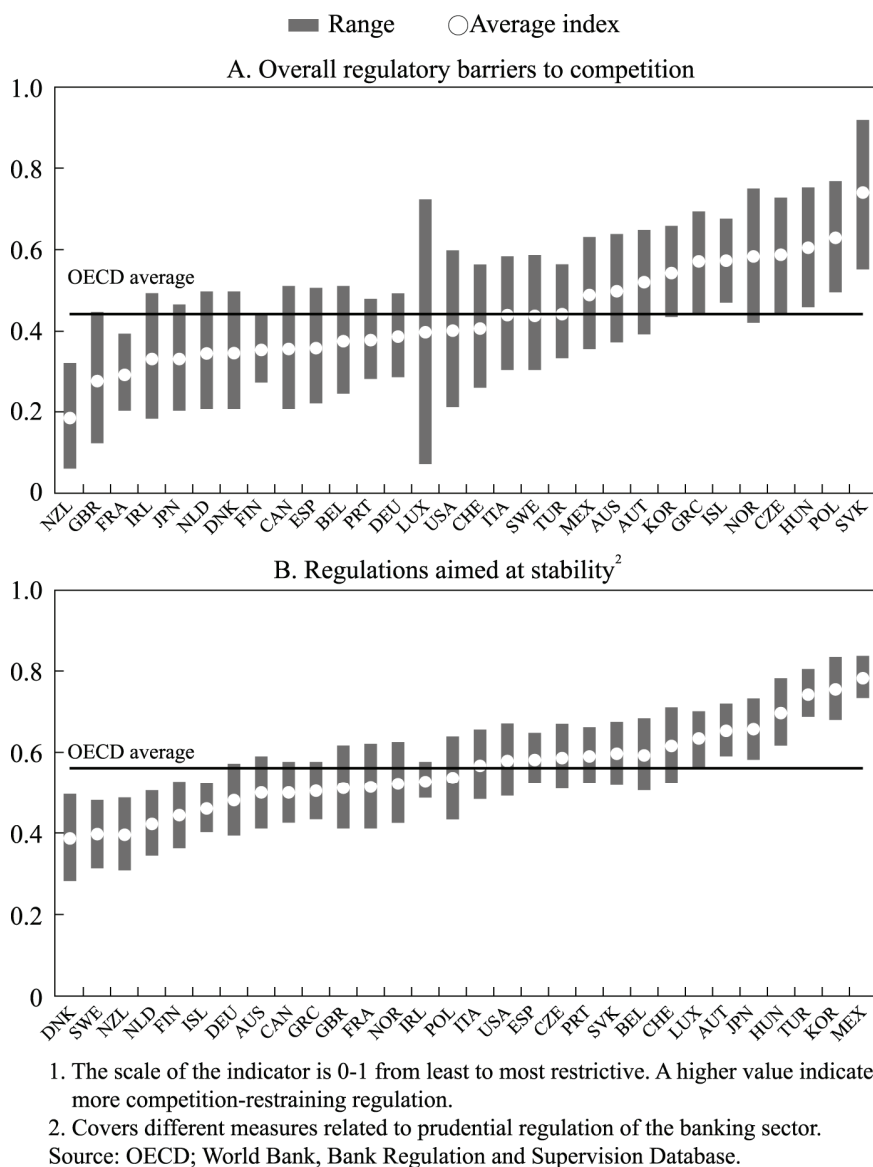 Range Average index
A. Overall regulatory barriers to competition
1.0
0.8
0.6
OECD average
0.4
0.2
0
NZL GBR FRA IRL JPN NLD DNK FIN CAN ESP BEL PRT DEU LUX USA CHE ITA SWE TUR MEX AUS AUT KOR GRC ISL NOR CZE HUN POL SVK
B. Regulations aimed at stability²
1.0
0.8
0.6
OECD average
0.4
0.2
0
DNK SWE NZL NLD FIN ISL DEU AUS CAN GRC GBR FRA NOR IRL POL ITA USA ESP CZE PRT SVK BEL CHE LUX AUT JPN HUN TUR KOR MEX
1. The scale of the indicator is 0-1 from least to most restrictive. A higher value indicate
more competition-restraining regulation.
2. Covers different measures related to prudential regulation of the banking sector.
Source: OECD; World Bank, Bank Regulation and Supervision Database.